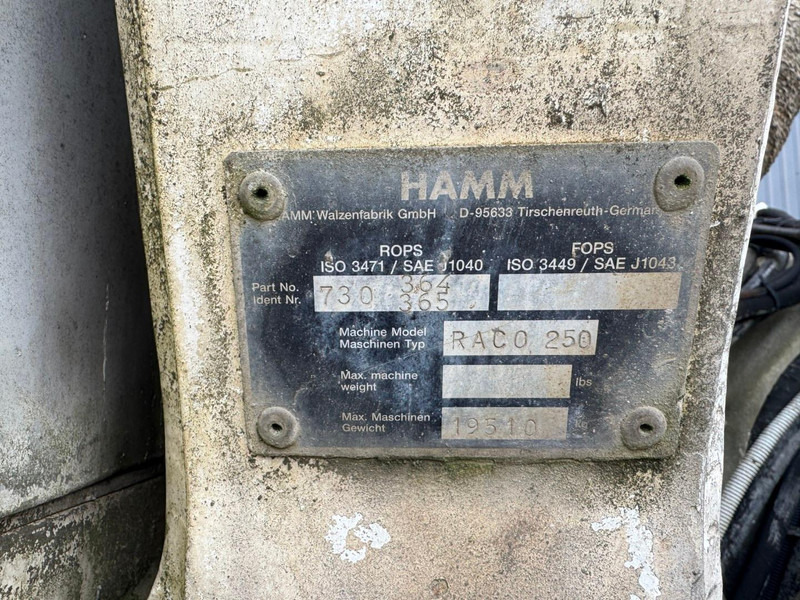 HAMM
HAMM Walzenfabrik GmbH D-95633 Tirschenreuth-Germany
ROPS FOPS
ISO 3471 / SAE J1040 ISO 3449 / SAE J1043
Part No.
Ident Nr. 730 364
365
Machine Model
Maschinen Typ RACO 250
Max. machine
weight lbs
Max. Maschinen
Gewicht 19510